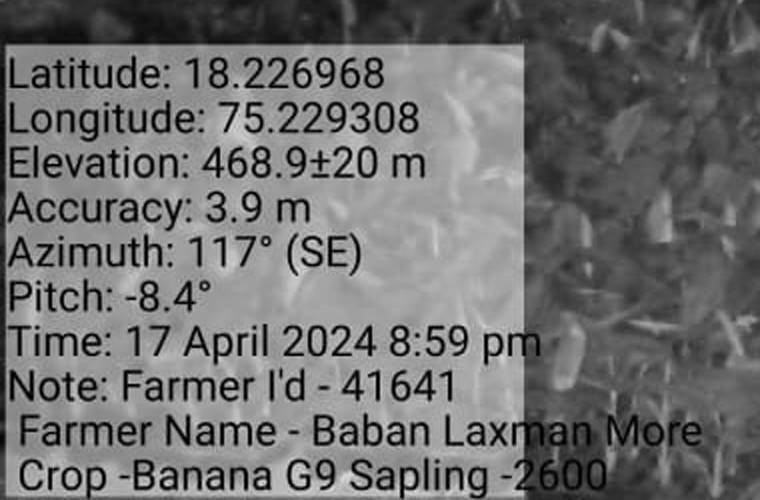 Latitude: 18.226968
Longitude: 75.229308
Elevation: 468.9±20 m
Accuracy: 3.9 m
Azimuth: 117° (SE)
Pitch: -8.4°
Time: 17 April 2024 8:59 pm
Note: Farmer I'd - 41641
Farmer Name - Baban Laxman More
Crop -Banana G9 Sapling -2600